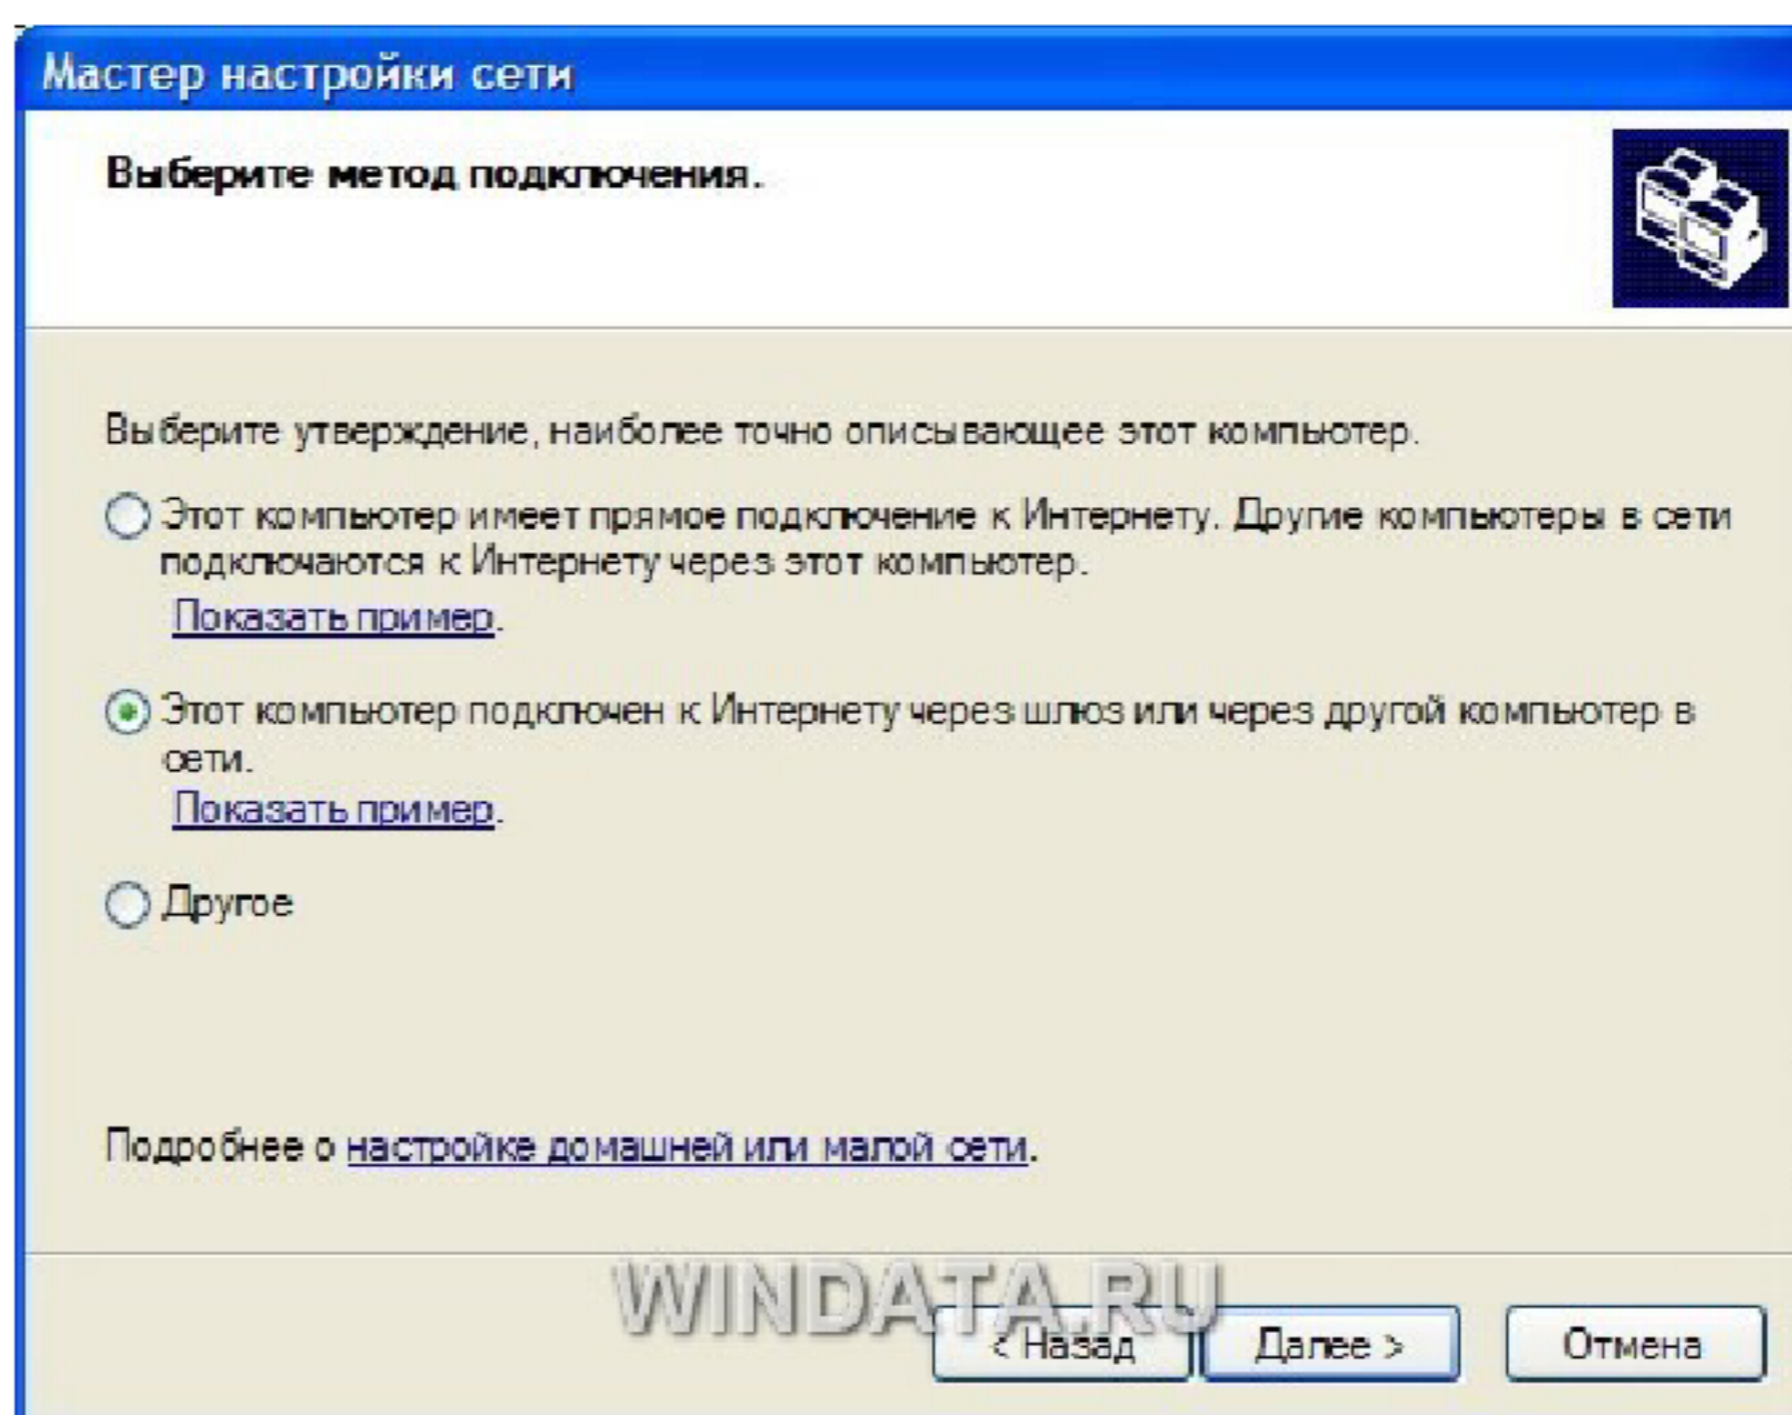 Мастер настройки сети
Выберите метод подключения.
Выберите утверждение, наиболее точно описывающее этот компьютер.
Этот компьютер имеет прямое подключение к Интернету. Другие компьютеры в сети
подключаются к Интернету через этот компьютер.
Показать пример.
Этот компьютер подключен к Интернету через шлюз или через другой компьютер в
сети.
Показать пример.
Другое
Подробнее о настройке домашней или малой сети.
WINDATA.RU
< Назад
Далее >
Отмена